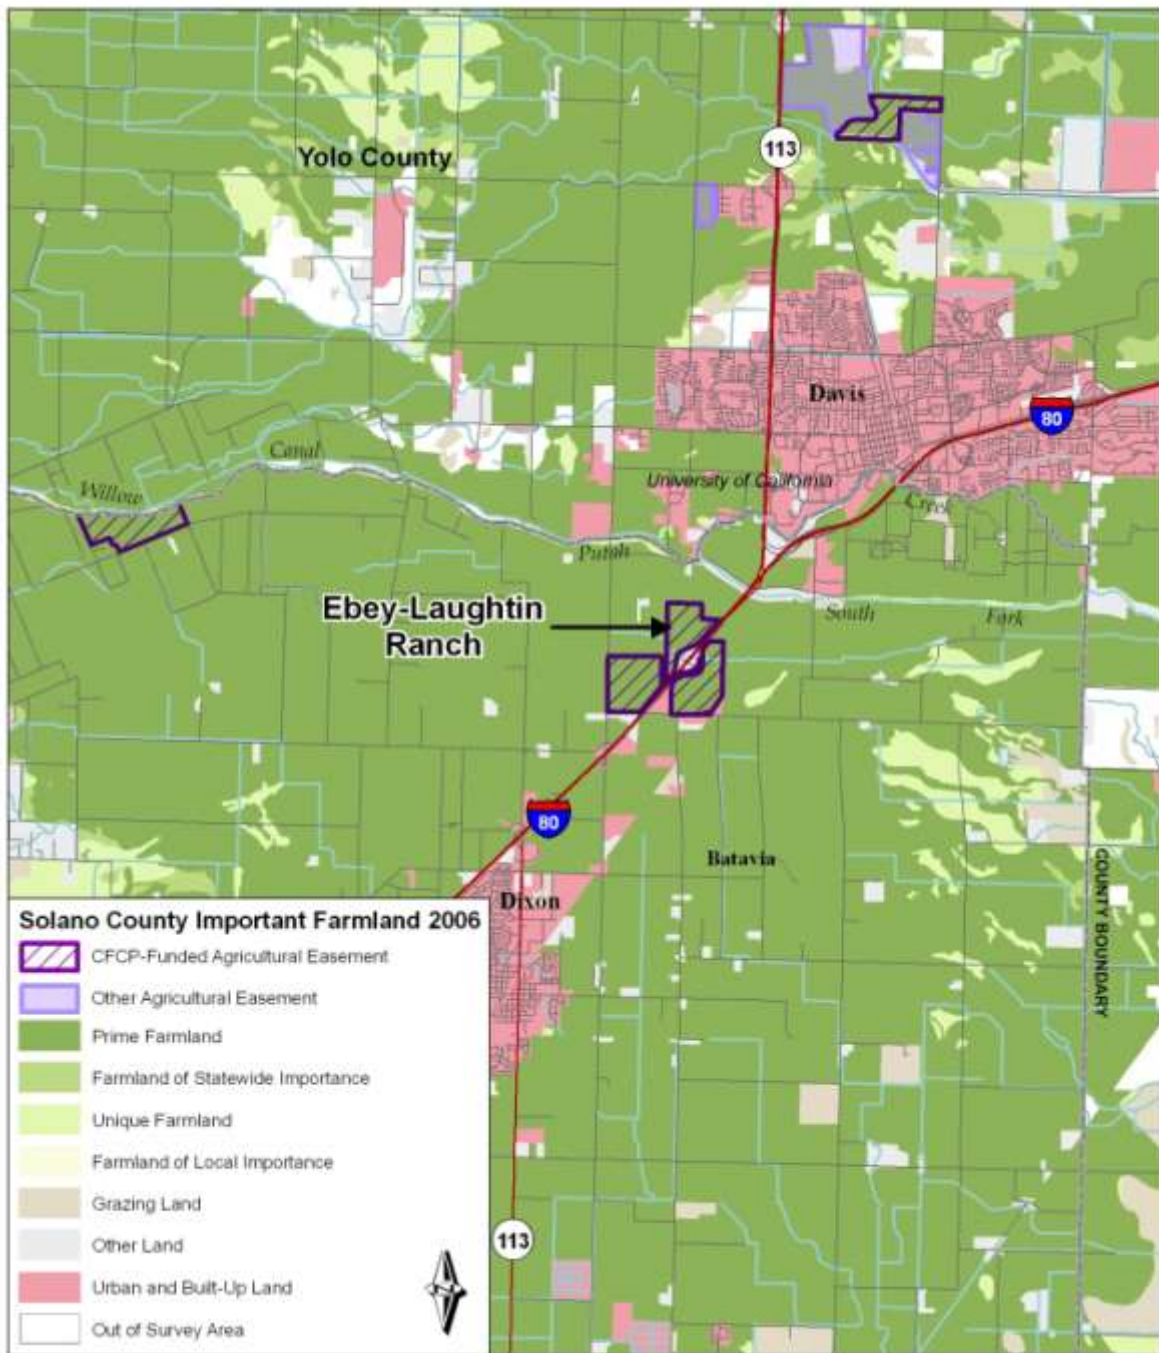 Yolo County
113
Davis
80
Canal
University of California
Willow
Creek
Putah
Ebey-Laughtin
Ranch
South
Fork
80
Batavia
COUNTY BOUNDARY
Dixon
Solano County Important Farmland 2006
CFCP-Funded Agricultural Easement
Other Agricultural Easement
Prime Farmland
Farmland of Statewide Importance
Unique Farmland
Farmland of Local Importance
Grazing Land
Other Land
113
Urban and Built-Up Land
Out of Survey Area